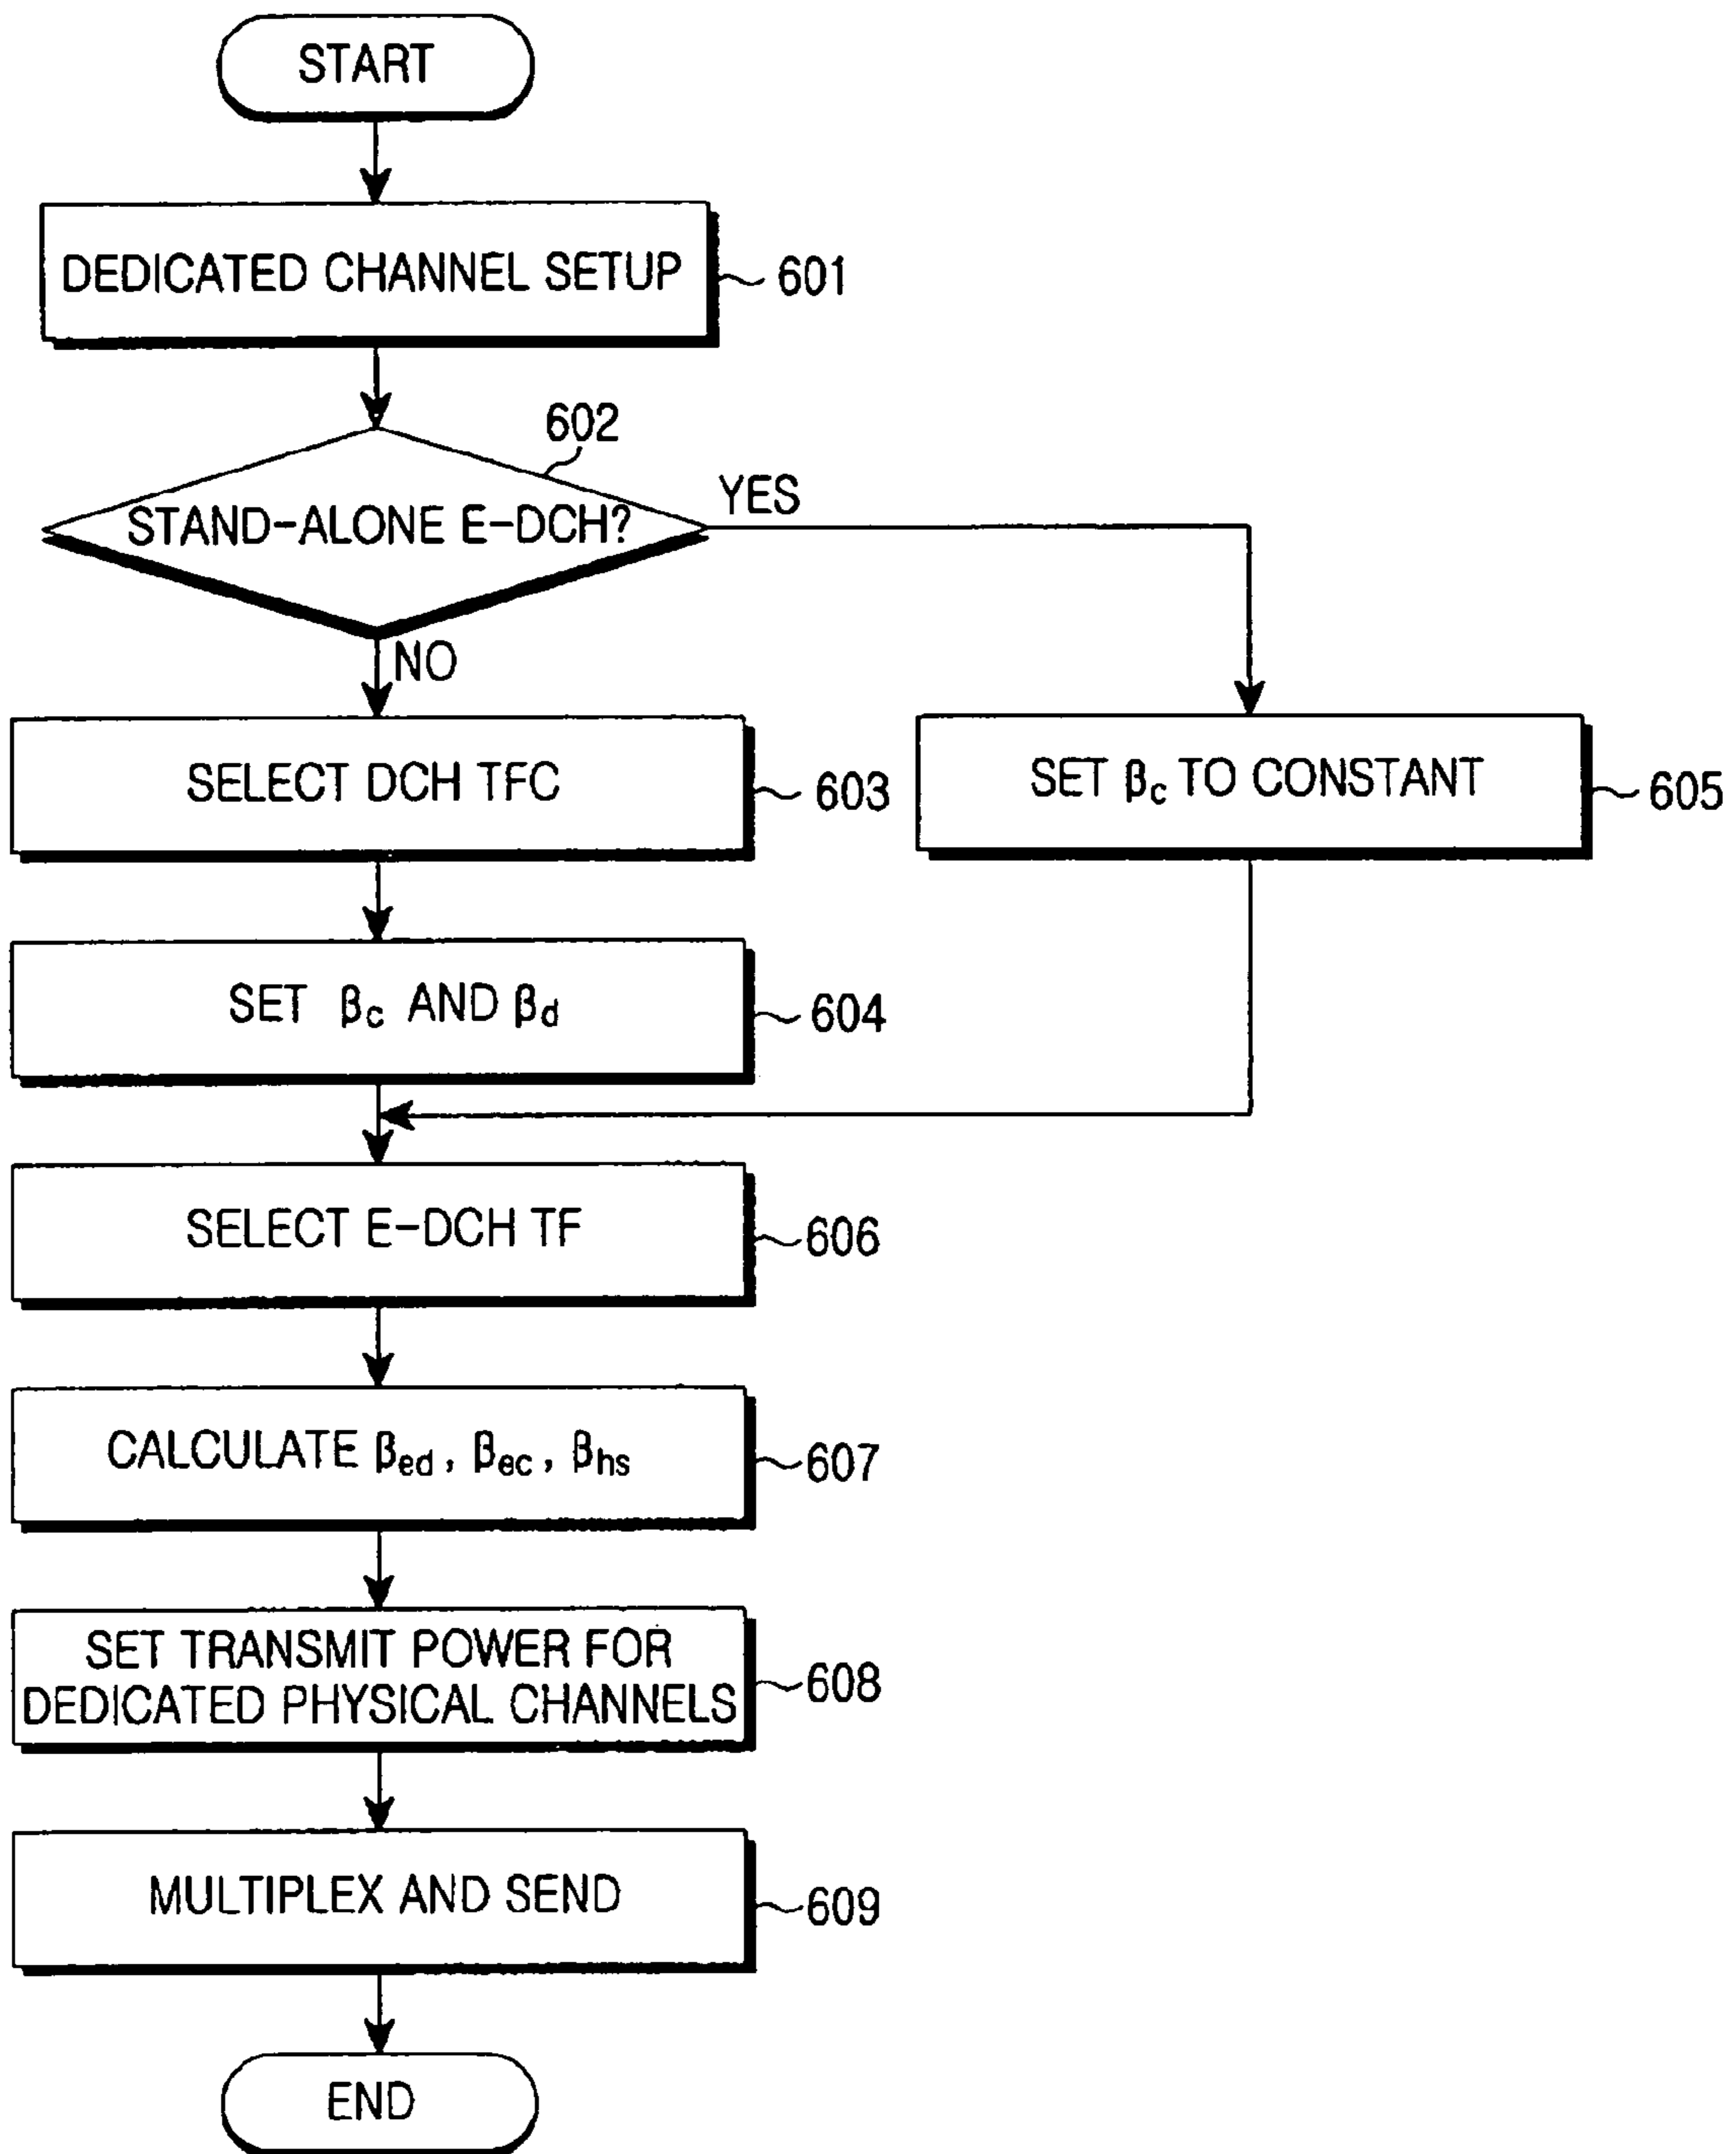 START
DEDICATED CHANNEL SETUP
601
602
STAND-ALONE E-DCH?
YES
NO
SELECT DCH TFC
603
SET βc TO CONSTANT
605
SET βc AND βd
604
SELECT E-DCH TF
606
CALCULATE βed, βec, βhs
607
SET TRANSMIT POWER FOR
DEDICATED PHYSICAL CHANNELS
608
MULTIPLEX AND SEND
609
END